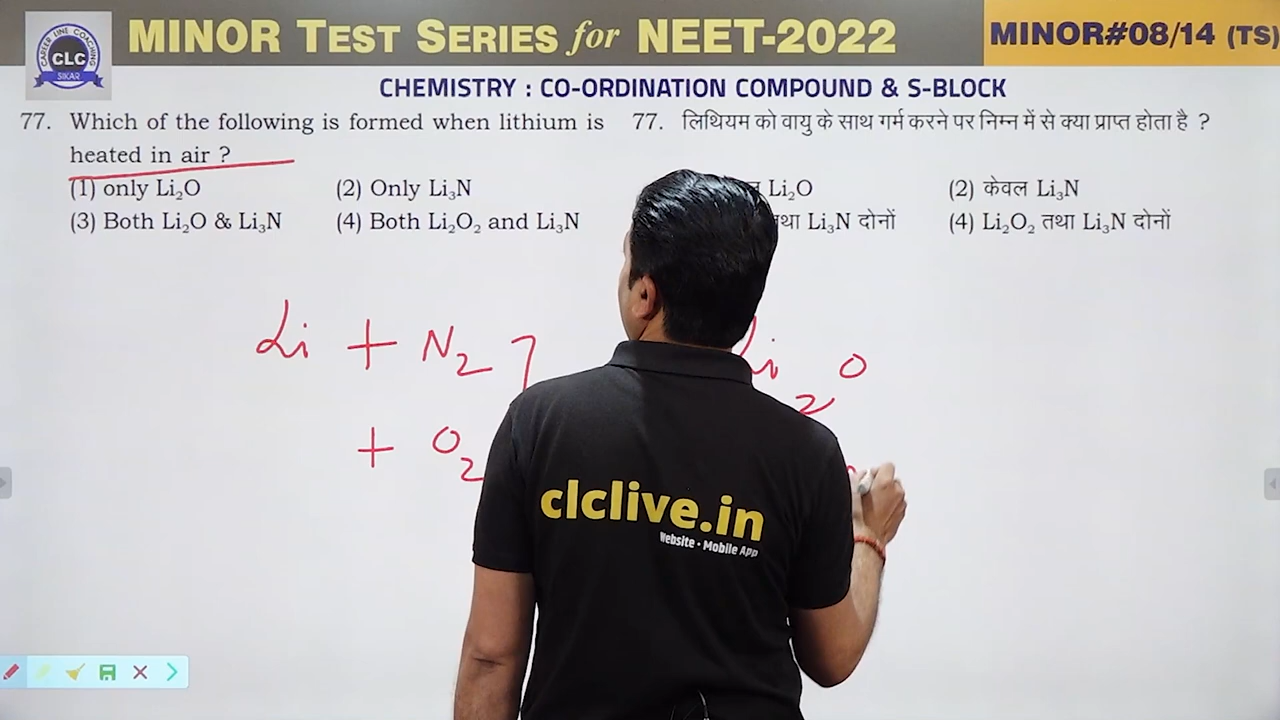 CAREER LINE COACHING
CLC
SIKAR
MINOR TEST SERIES for NEET-2022
MINOR#08/14 (TS)
CHEMISTRY : CO-ORDINATION COMPOUND & S-BLOCK
77. Which of the following is formed when lithium is
heated in air ?
(1) only Li₂O (2) Only Li₃N
(3) Both Li₂O & Li₃N (4) Both Li₂O₂ and Li₃N
77. लिथियम को वायु के साथ गर्म करने पर निम्न में से क्या प्राप्त होता है ?
Li₂O (2) केवल Li₃N
Li₃N दोनों (4) Li₂O₂ तथा Li₃N दोनों
Li + N₂
Li₂O
+ O₂
clclive.in
Website • Mobile App